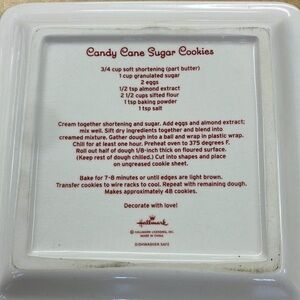 Candy Cane Sugar Cookies
3/4 cup soft shortening (part butter)
1 cup granulated sugar
2 eggs
1/2 tsp almond extract
2 1/2 cups sifted flour
1 tsp baking powder
1 tsp salt
Cream together shortening and sugar. Add eggs and almond extract;
mix well. Sift dry ingredients together and blend into
creamed mixture. Gather dough into a ball and wrap in plastic wrap.
Chill for at least one hour. Preheat oven to 375 degrees F.
Roll out half of dough 1/8-inch thick on floured surface.
(Keep rest of dough chilled.) Cut into shapes and place
on ungreased cookie sheet.
Bake for 7-8 minutes or until edges are light brown.
Transfer cookies to wire racks to cool. Repeat with remaining dough.
Makes approximately 48 cookies.
Decorate with love!
Hallmark
© HALLMARK LICENSING, INC.
MADE IN CHINA
DISHWASHER SAFE